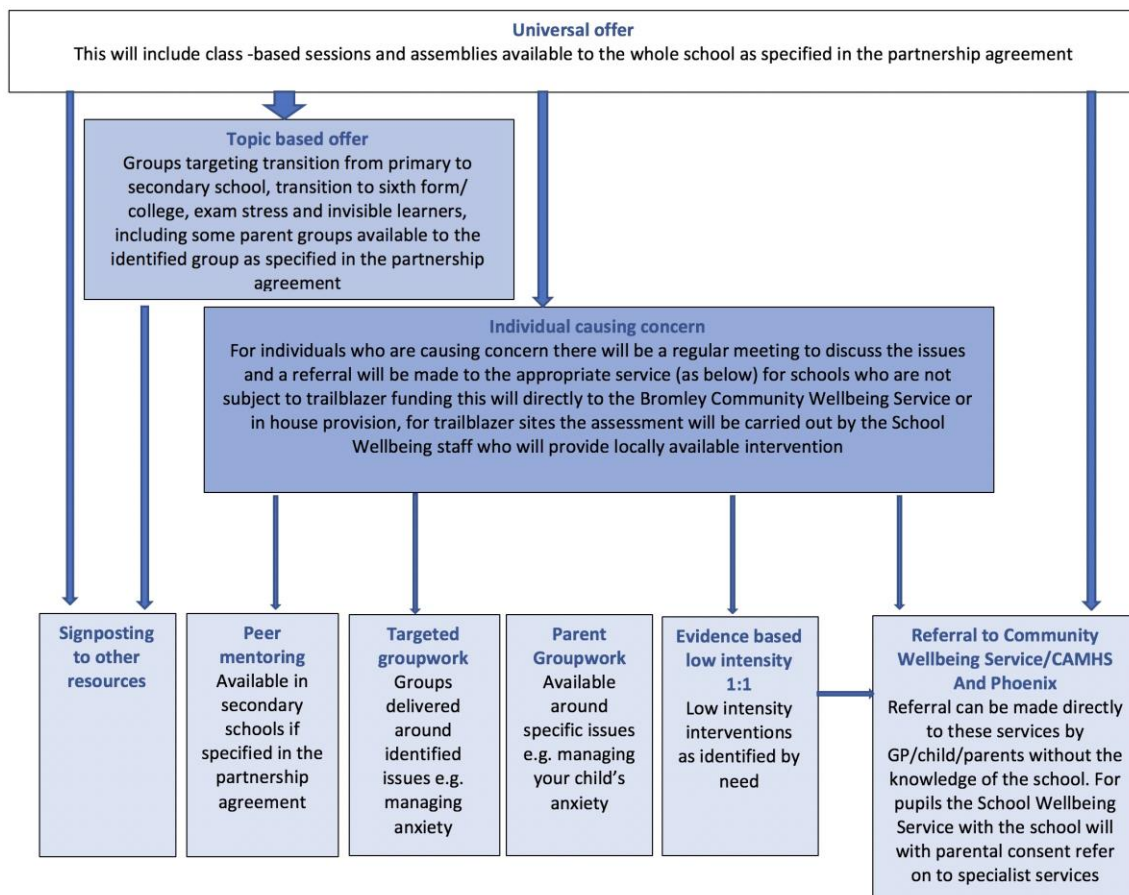 Universal offer
This will include class -based sessions and assemblies available to the whole school as specified in the partnership agreement
Topic based offer
Groups targeting transition from primary to
secondary school, transition to sixth form/
college, exam stress and invisible learners,
including some parent groups available to the
identified group as specified in the partnership
agreement
Individual causing concern
For individuals who are causing concern there will be a regular meeting to discuss the issues
and a referral will be made to the appropriate service (as below) for schools who are not
subject to trailblazer funding this will directly to the Bromley Community Wellbeing Service or
in house provision, for trailblazer sites the assessment will be carried out by the School
Wellbeing staff who will provide locally available intervention
Signposting
to other
resources
Peer
mentoring
Available in
secondary
schools if
specified in the
partnership
agreement
Targeted
groupwork
Groups
delivered
around
identified
issues e.g.
managing
anxiety
Parent
Groupwork
Available
around
specific issues
e.g. managing
your child's
anxiety
Evidence based
low intensity
1:1
Low intensity
interventions
as identified by
need
Referral to Community
Wellbeing Service/CAMHS
And Phoenix
Referral can be made directly
to these services by
GP/child/parents without the
knowledge of the school. For
pupils the School Wellbeing
Service with the school will
with parental consent refer
on to specialist services